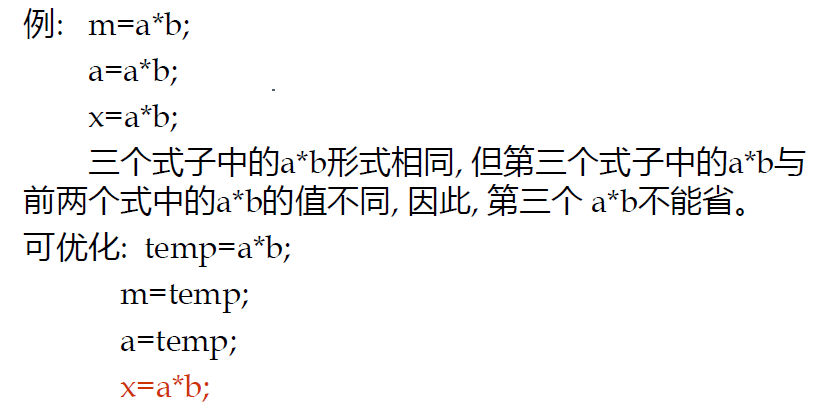 例: m=a*b;
a=a*b;
x=a*b;
三个式子中的a*b形式相同, 但第三个式子中的a*b与
前两个式中的a*b的值不同, 因此, 第三个 a*b不能省。
可优化: temp=a*b;
m=temp;
a=temp;
x=a*b;